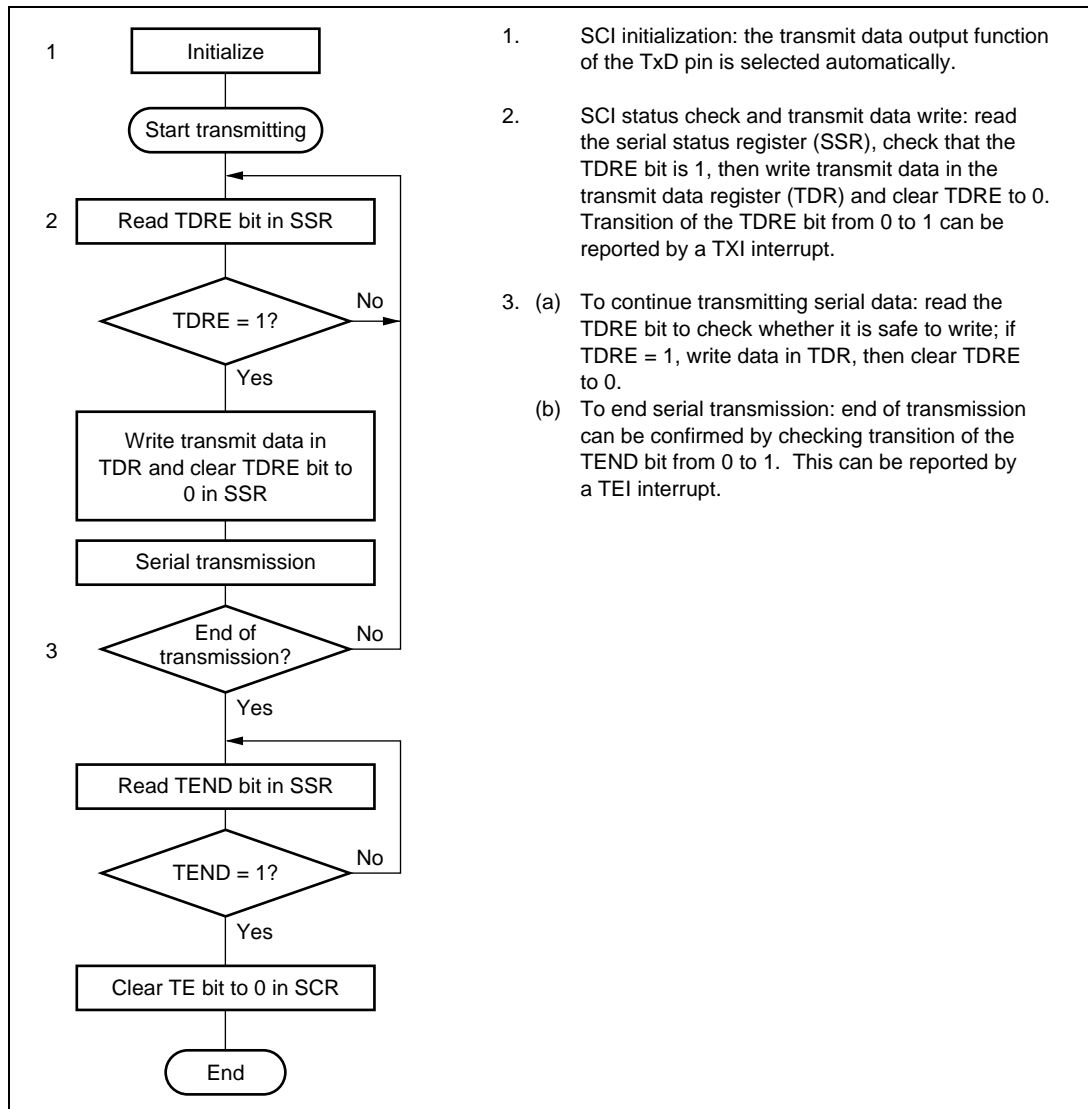 1
Initialize
Start transmitting
2
Read TDRE bit in SSR
TDRE = 1?
No
Yes
Write transmit data in
TDR and clear TDRE bit to
0 in SSR
Serial transmission
3
End of
transmission?
No
Yes
Read TEND bit in SSR
TEND = 1?
No
Yes
Clear TE bit to 0 in SCR
End
1. SCI initialization: the transmit data output function
of the TxD pin is selected automatically.
2. SCI status check and transmit data write: read
the serial status register (SSR), check that the
TDRE bit is 1, then write transmit data in the
transmit data register (TDR) and clear TDRE to 0.
Transition of the TDRE bit from 0 to 1 can be
reported by a TXI interrupt.
3. (a) To continue transmitting serial data: read the
TDRE bit to check whether it is safe to write; if
TDRE = 1, write data in TDR, then clear TDRE
to 0.
(b) To end serial transmission: end of transmission
can be confirmed by checking transition of the
TEND bit from 0 to 1. This can be reported by
a TEI interrupt.